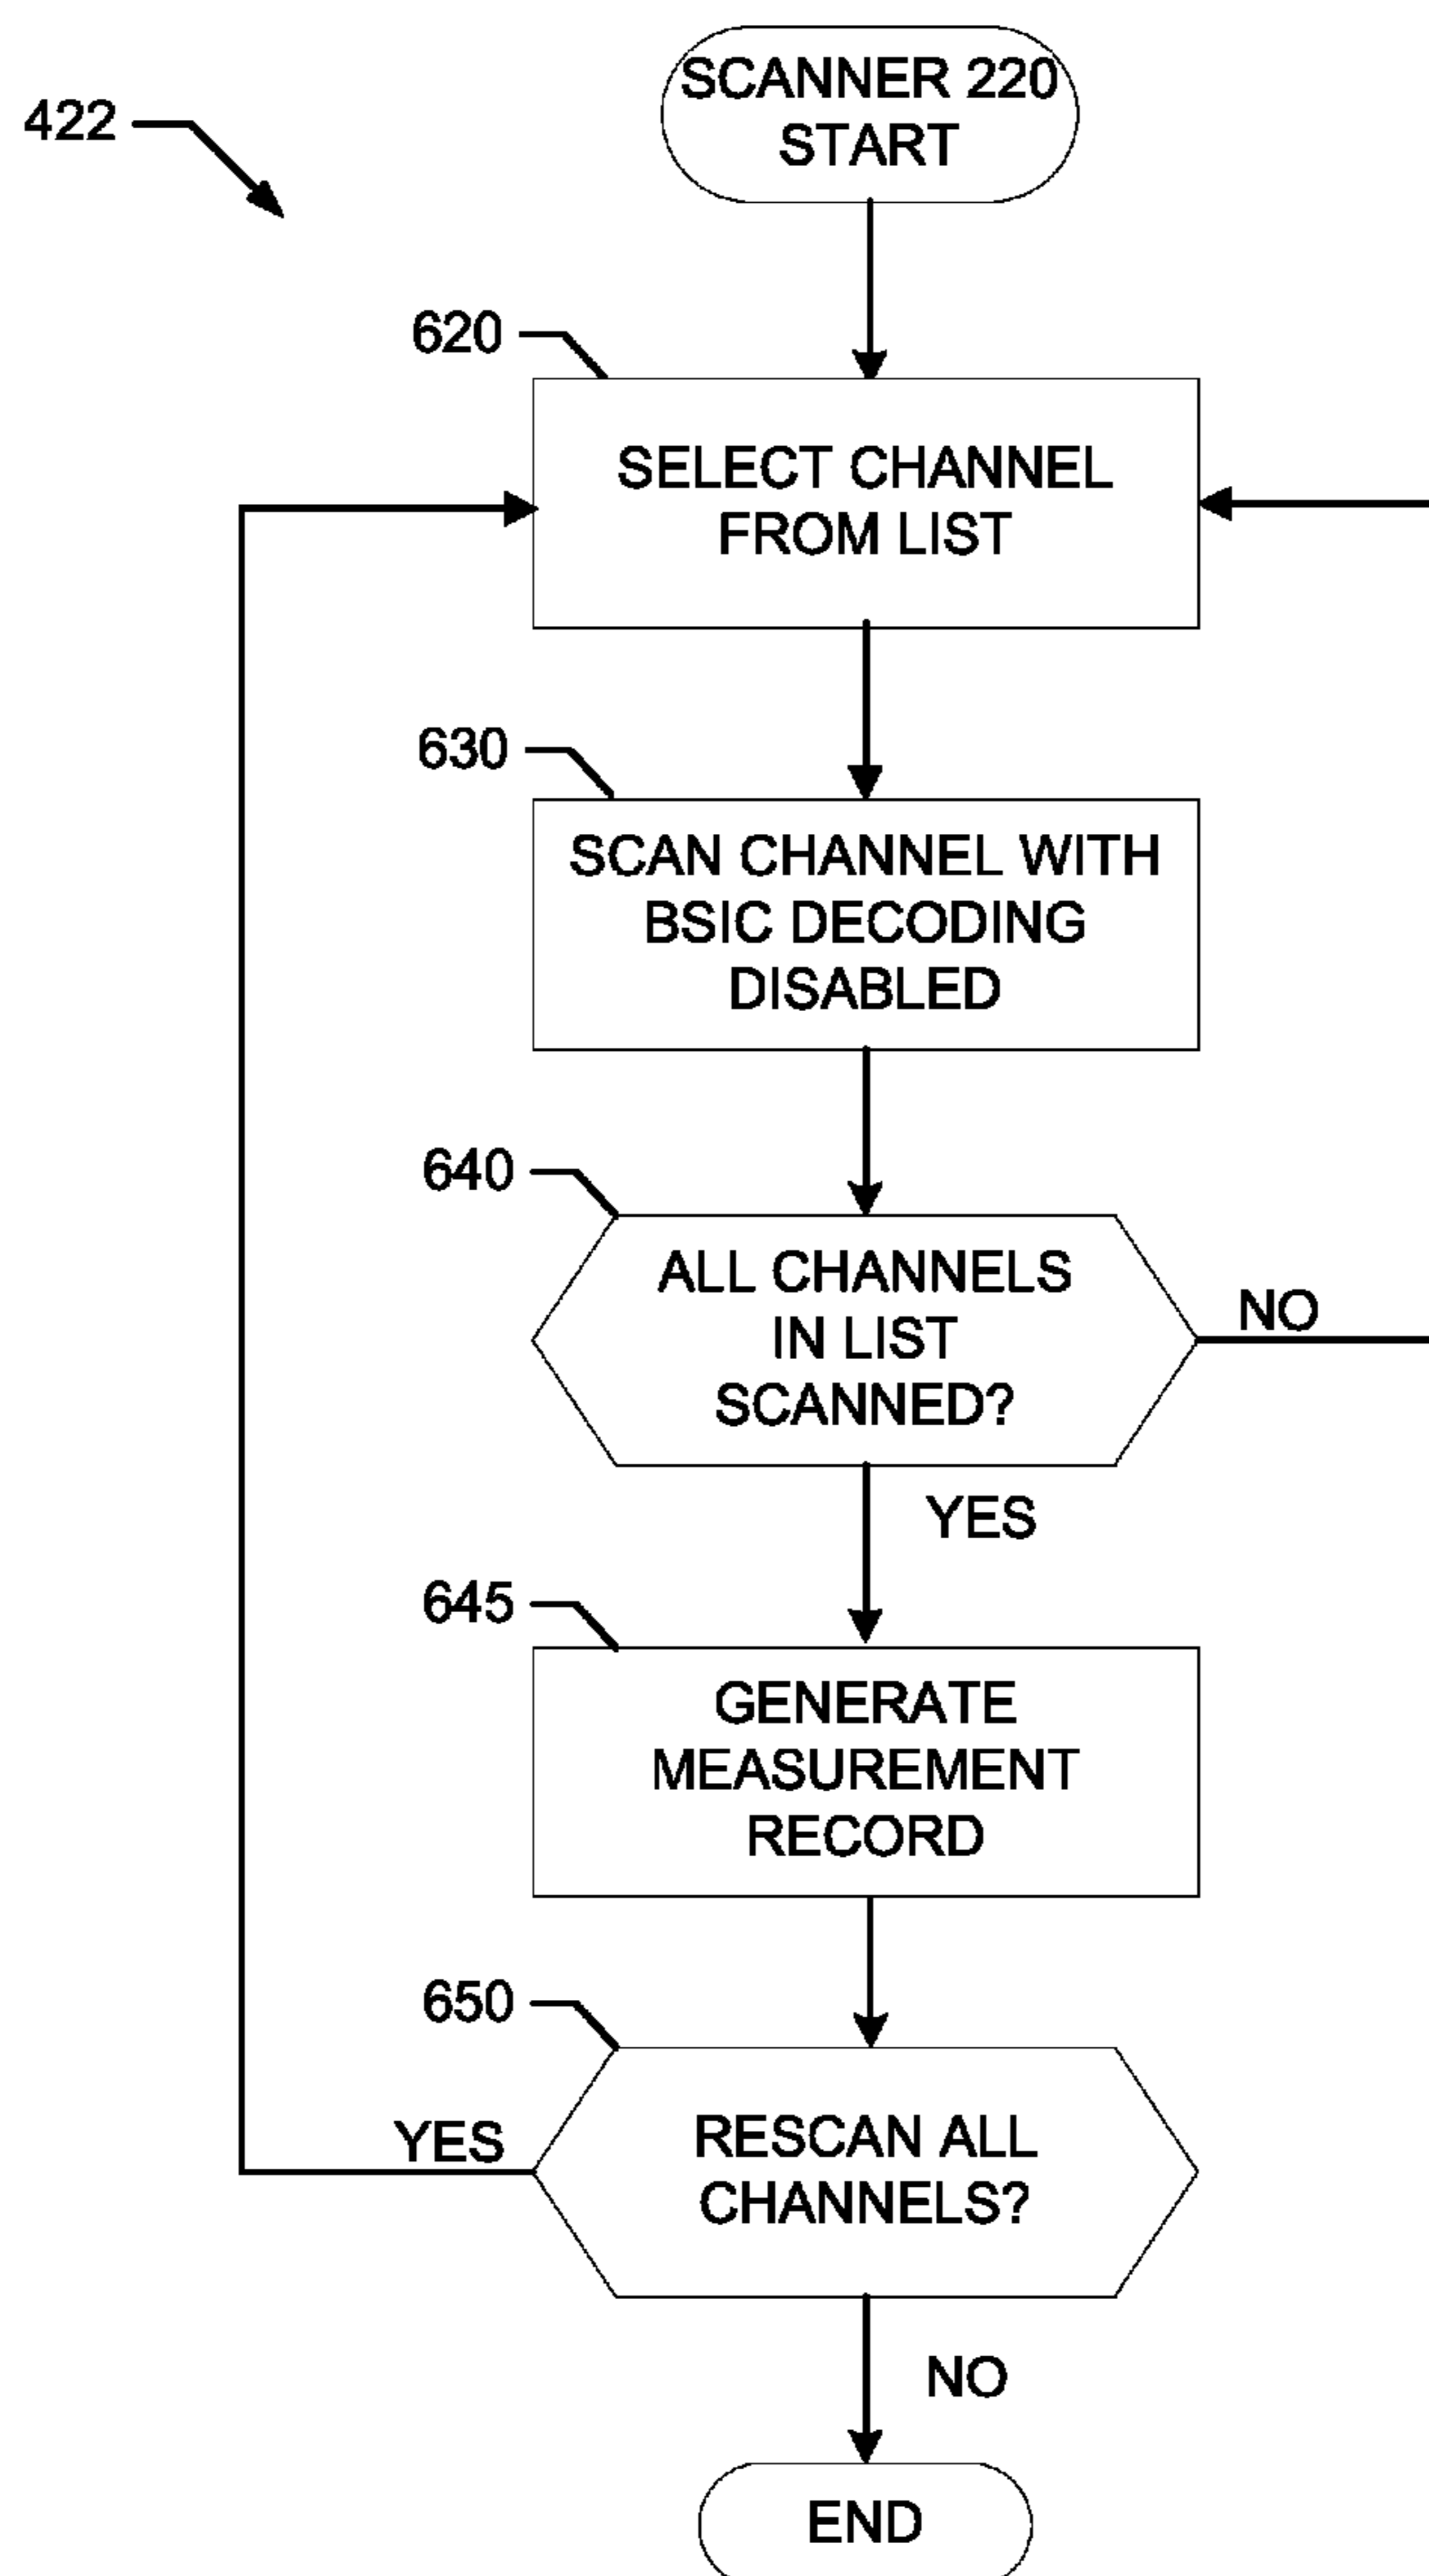 SCANNER 220
START
422
620
SELECT CHANNEL
FROM LIST
630
SCAN CHANNEL WITH
BSIC DECODING
DISABLED
640
ALL CHANNELS
IN LIST
SCANNED?
NO
YES
645
GENERATE
MEASUREMENT
RECORD
650
YES
RESCAN ALL
CHANNELS?
NO
END